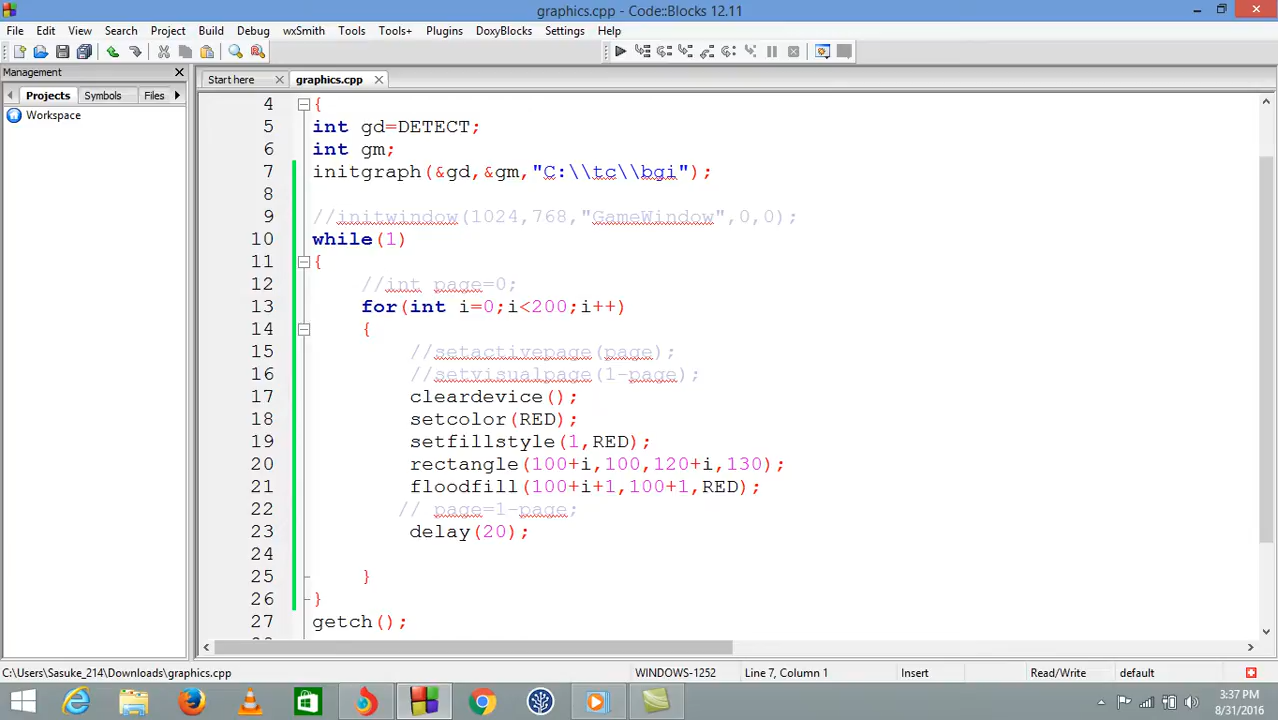 graphics.cpp - Code::Blocks 12.11
File Edit View Search Project Build Debug wxSmith Tools Tools+ Plugins DoxyBlocks Settings Help
Management
Start here graphics.cpp
Projects Symbols Files
Workspace
4 {
5 int gd=DETECT;
6 int gm;
7 initgraph(&gd,&gm,"C:\\tc\\bgi");
8
9 //initwindow(1024,768,"GameWindow",0,0);
10 while(1)
11 {
12 //int page=0;
13 for(int i=0;i<200;i++)
14 {
15 //setactivepage(page);
16 //setvisualpage(1-page);
17 cleardevice();
18 setcolor(RED);
19 setfillstyle(1,RED);
20 rectangle(100+i,100,120+i,130);
21 floodfill(100+i+1,100+1,RED);
22 // page=1-page;
23 delay(20);
24
25 }
26 }
27 getch();
C:\Users\Sasuke_214\Downloads\graphics.cpp WINDOWS-1252 Line 7, Column 1 Insert Read/Write default
3:37 PM
8/31/2016